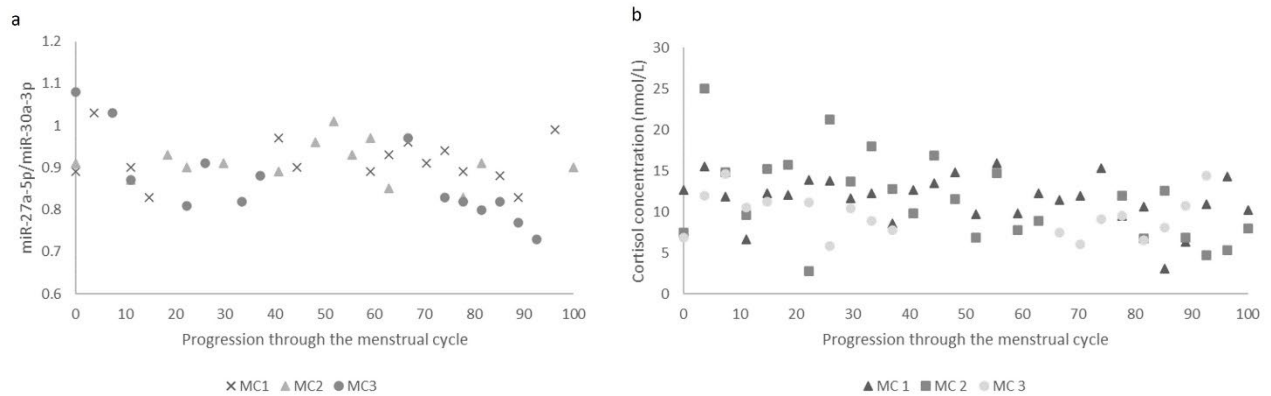 a
1.2
1.1
1
0.9
0.8
0.7
0.6
miR-27a-5p/miR-30a-3p
0 10 20 30 40 50 60 70 80 90 100
Progression through the menstrual cycle
MC1 MC2 MC3
b
30
25
20
15
10
5
0
Cortisol concentration (nmol/L)
0 10 20 30 40 50 60 70 80 90 100
Progression through the menstrual cycle
MC 1 MC 2 MC 3